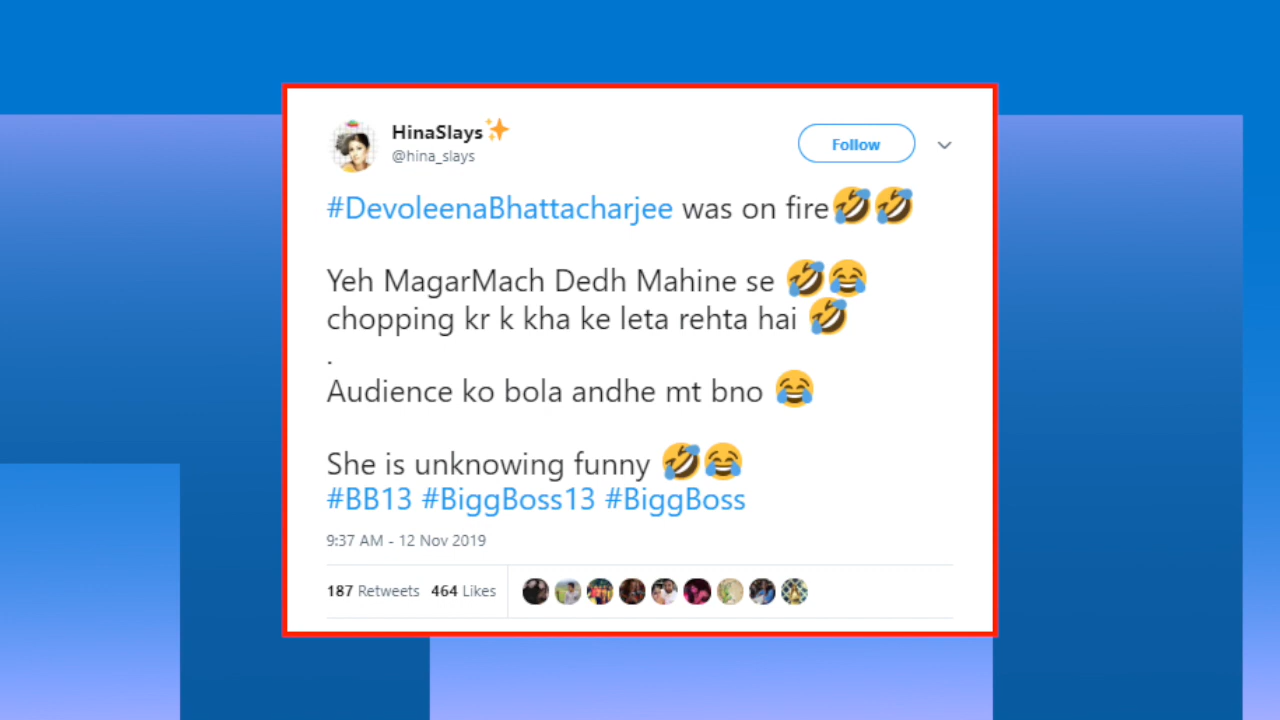 HinaSlays✨
@hina_slays
Follow
#DevoleenaBhattacharjee was on fire🤣🤣
Yeh MagarMach Dedh Mahine se 🤣😂
chopping kr k kha ke leta rehta hai 🤣
.
Audience ko bola andhe mt bno 😂
She is unknowing funny 🤣😂
#BB13 #BiggBoss13 #BiggBoss
9:37 AM - 12 Nov 2019
187 Retweets 464 Likes